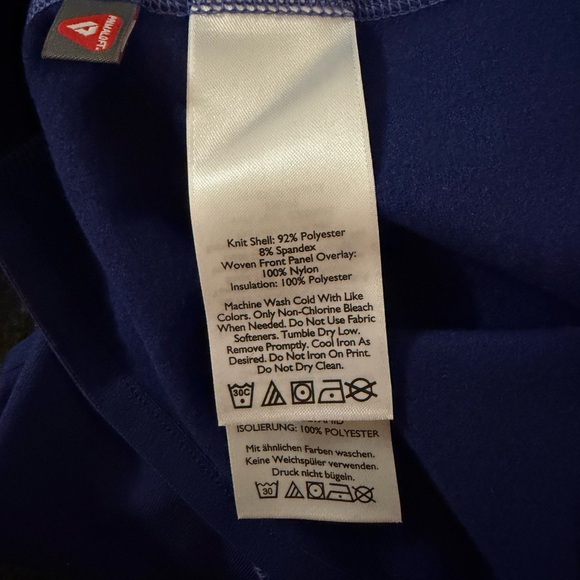 PRIMALOFT®
Knit Shell: 92% Polyester
8% Spandex
Woven Front Panel Overlay:
100% Nylon
Insulation: 100% Polyester
Machine Wash Cold With Like
Colors. Only Non-Chlorine Bleach
When Needed. Do Not Use Fabric
Softeners. Tumble Dry Low.
Remove Promptly. Cool Iron As
Desired. Do Not Iron On Print.
Do Not Dry Clean.
30C
ISOLIERUNG: 100% POLYESTER
Mit ähnlichen Farben waschen.
Keine Weichspüler verwenden.
Druck nicht bügeln.
30